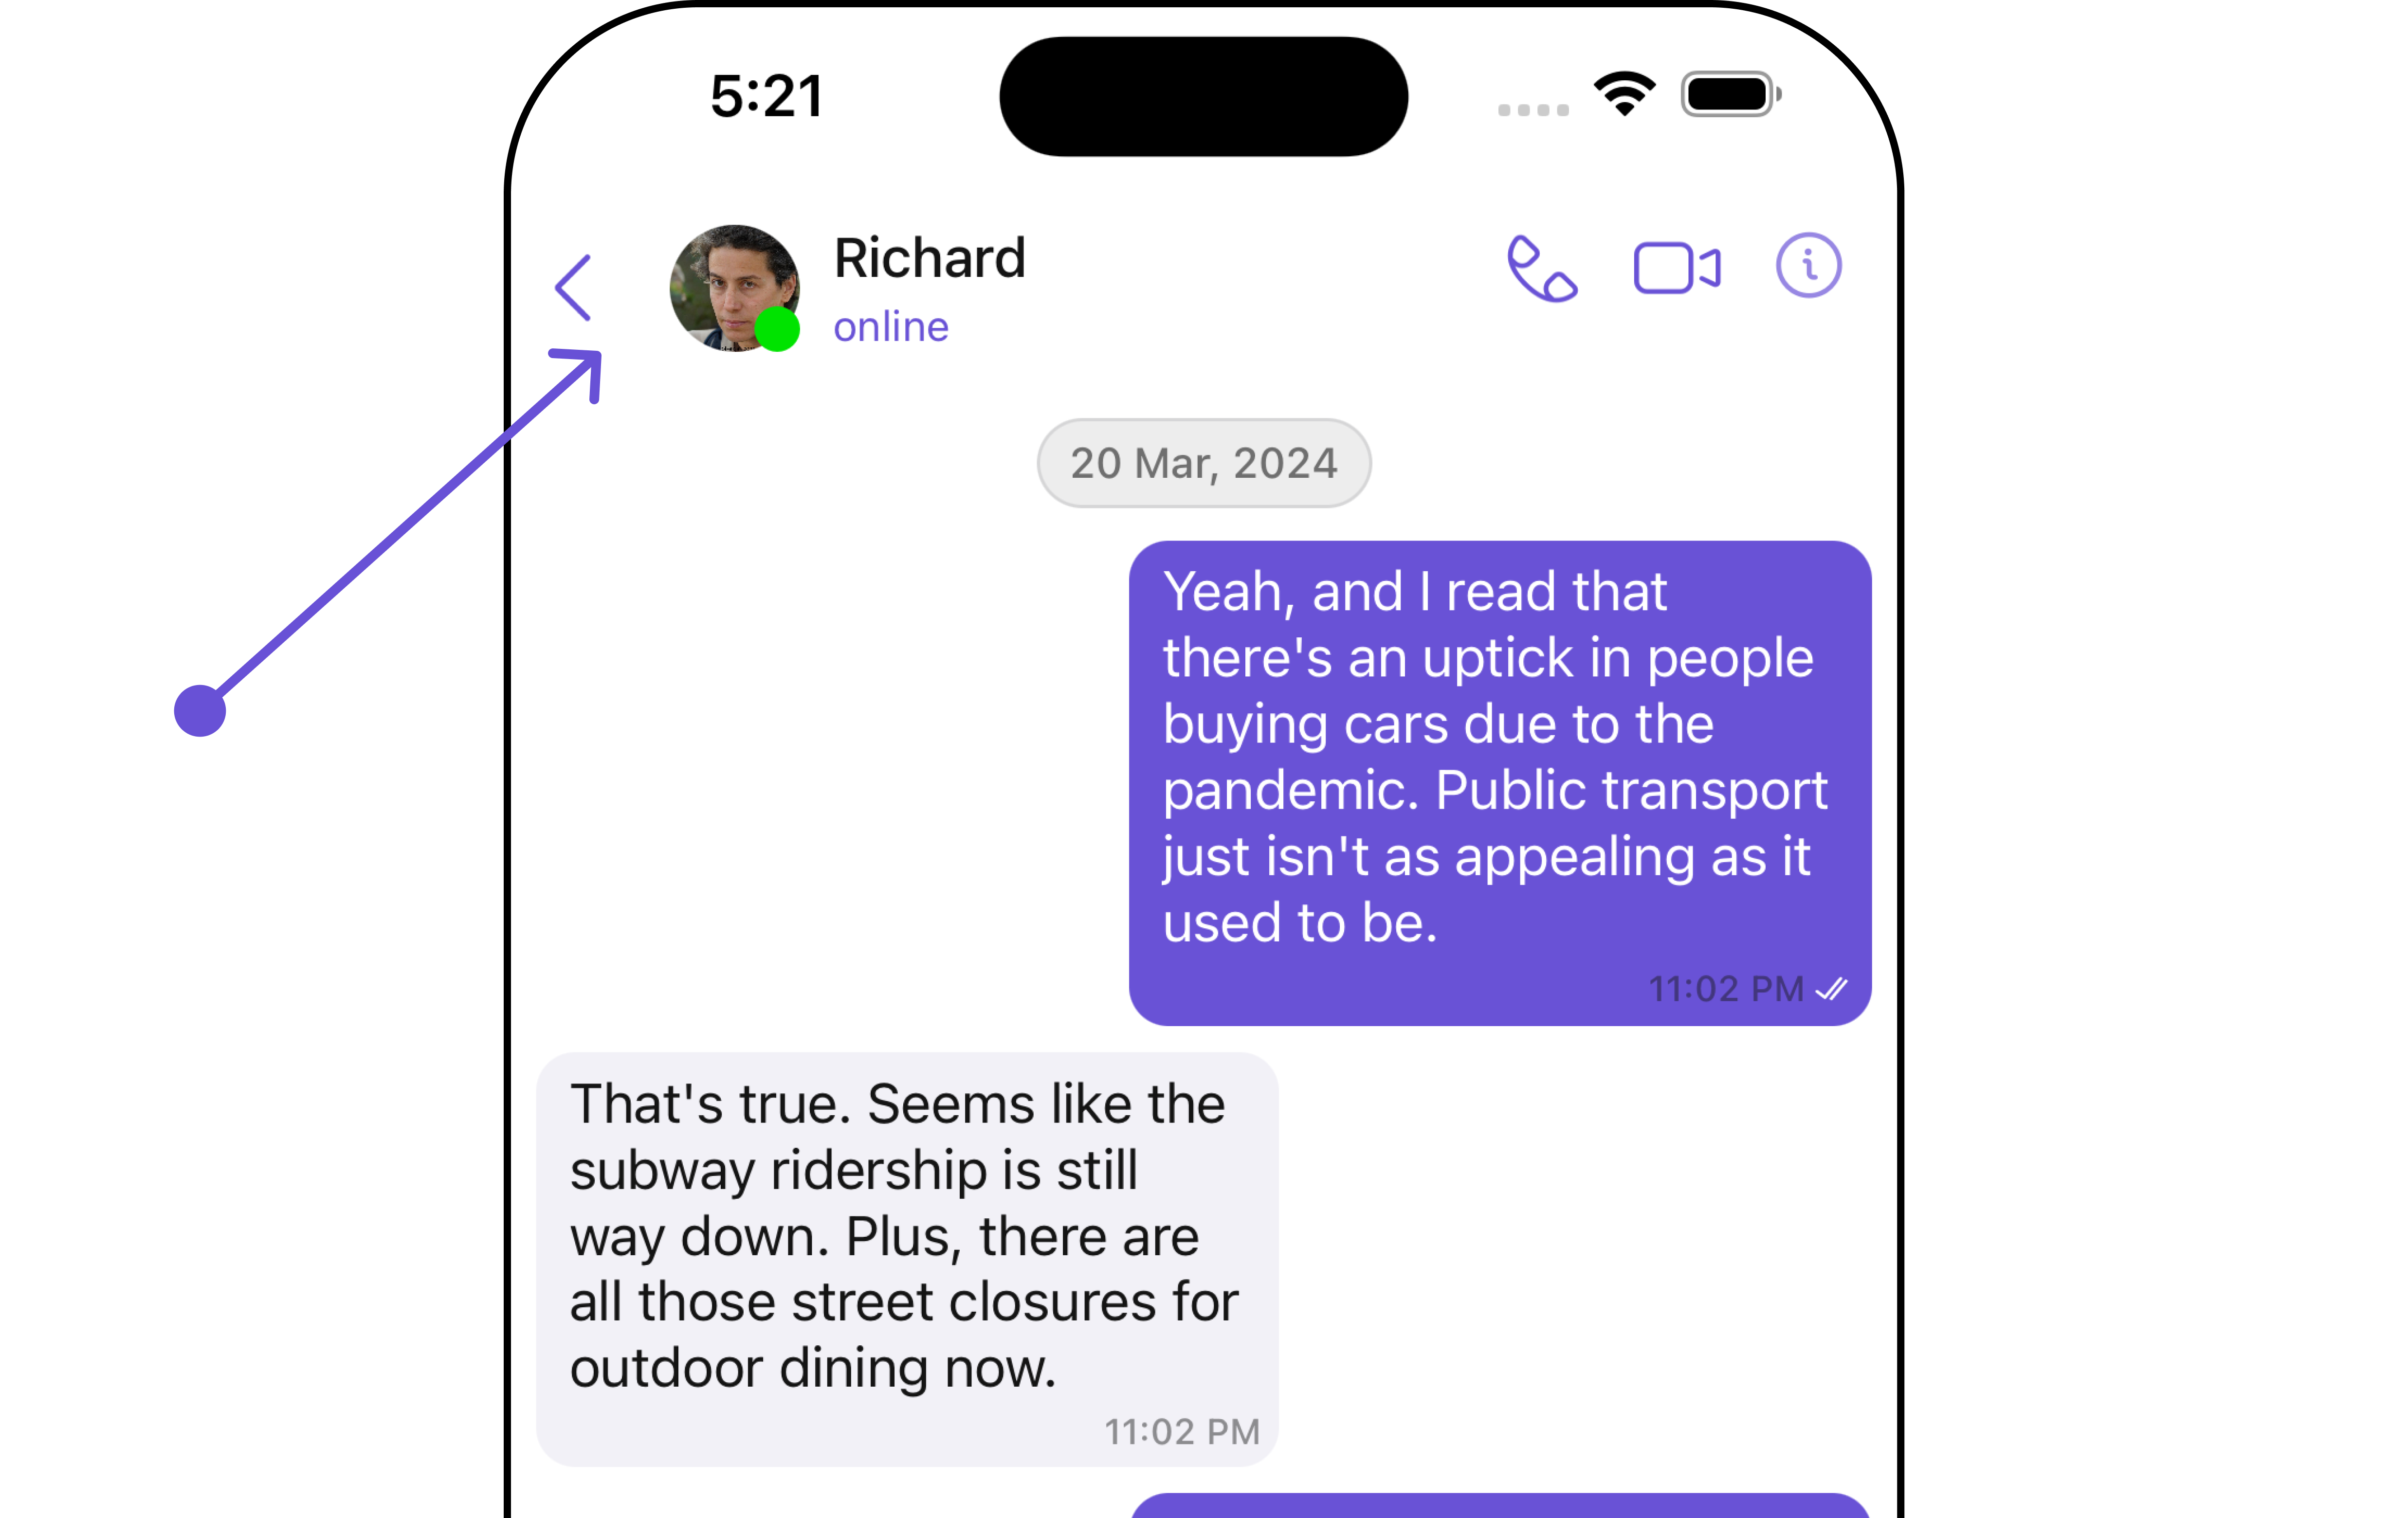 5:21
Richard
online
20 Mar, 2024
Yeah, and I read that
there's an uptick in people
buying cars due to the
pandemic. Public transport
just isn't as appealing as it
used to be.
11:02 PM
That's true. Seems like the
subway ridership is still
way down. Plus, there are
all those street closures for
outdoor dining now.
11:02 PM